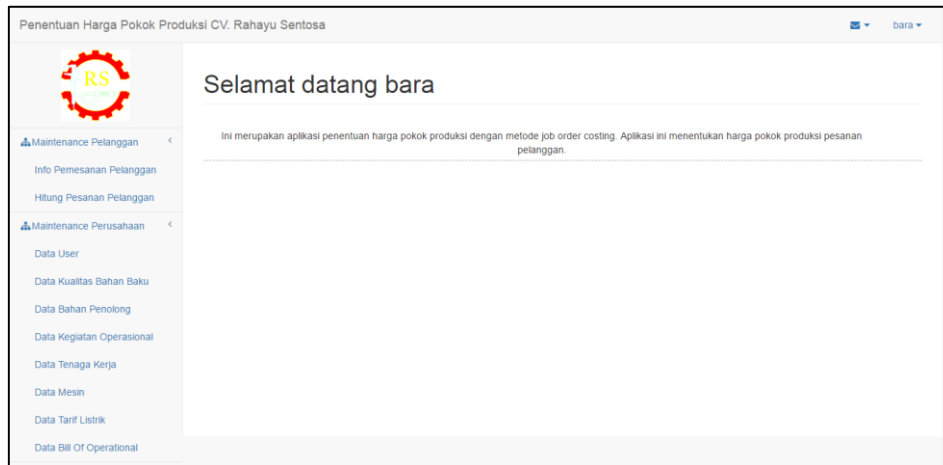 Penentuan Harga Pokok Produksi CV. Rahayu Sentosa
bara
RS
Selamat datang bara
Ini merupakan aplikasi penentuan harga pokok produksi dengan metode job order costing. Aplikasi ini menentukan harga pokok produksi pesanan
pelanggan.
Maintenance Pelanggan
Info Pemesanan Pelanggan
Hitung Pesanan Pelanggan
Maintenance Perusahaan
Data User
Data Kualitas Bahan Baku
Data Bahan Penolong
Data Kegiatan Operasional
Data Tenaga Kerja
Data Mesin
Data Tarif Listrik
Data Bill Of Operational